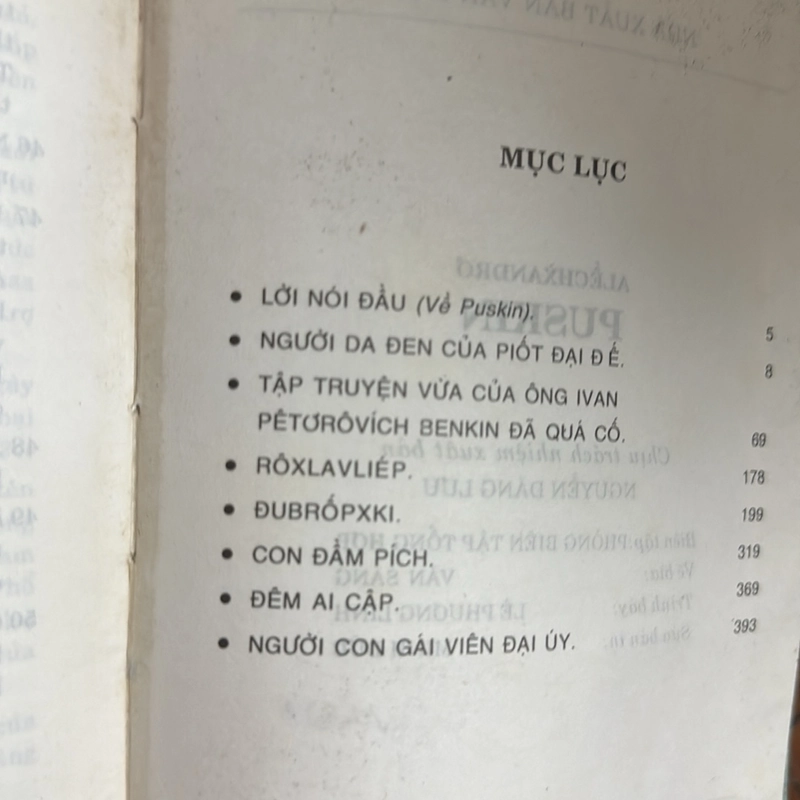 MỤC LỤC
• LỜI NÓI ĐẦU (Về Puskin). 5
• NGƯỜI DA ĐEN CỦA PIỐT ĐẠI ĐẾ. 8
• TẬP TRUYỆN VỪA CỦA ÔNG IVAN
PÊTƠRÔVÍCH BENKIN ĐÃ QUÁ CỐ. 69
• RÔXLAVLIÉP. 178
• ĐUBRỐPXKI. 199
• CON ĐẦM PÍCH. 319
• ĐÊM AI CẬP. 369
• NGƯỜI CON GÁI VIÊN ĐẠI ÚY. 393